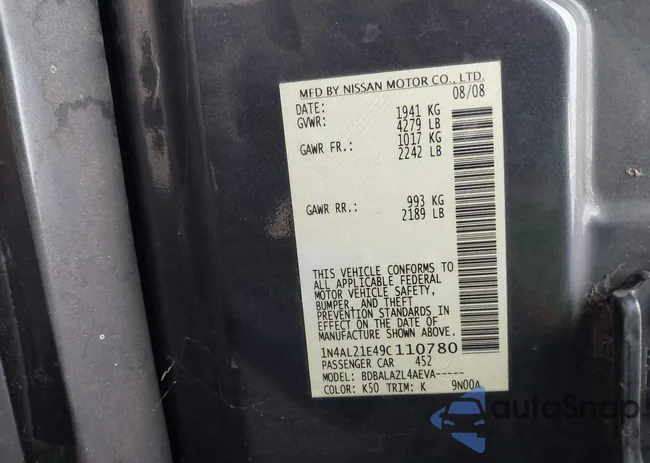 MFD BY NISSAN MOTOR CO., LTD.
DATE: 08/08
GVWR: 1941 KG
4279 LB
GAWR FR.: 1017 KG
2242 LB
GAWR RR.: 993 KG
2189 LB
THIS VEHICLE CONFORMS TO
ALL APPLICABLE FEDERAL
MOTOR VEHICLE SAFETY,
BUMPER, AND THEFT
PREVENTION STANDARDS IN
EFFECT ON THE DATE OF
MANUFACTURE SHOWN ABOVE.
1N4AL21E49C110780
PASSENGER CAR 452
MODEL: BDBALAZL4AEVA-----
COLOR: K50 TRIM: K 9N00A
autoSnap